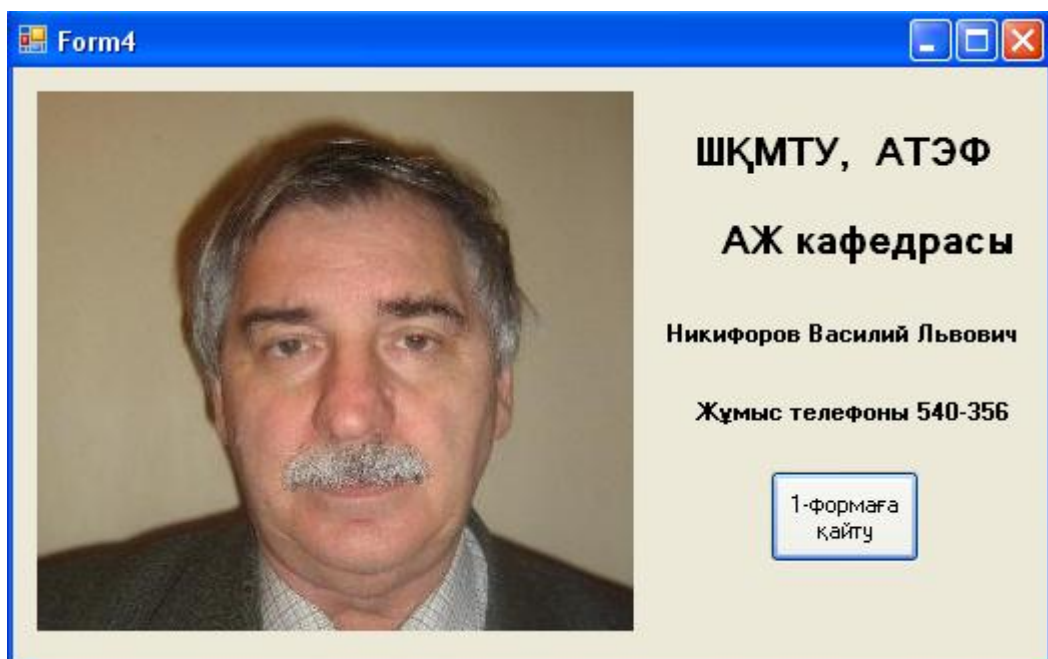 Form4
ШҚМТУ, АТЭФ
АЖ кафедрасы
Никифоров Василий Львович
Жұмыс телефоны 540-356
1-формаға
қайту